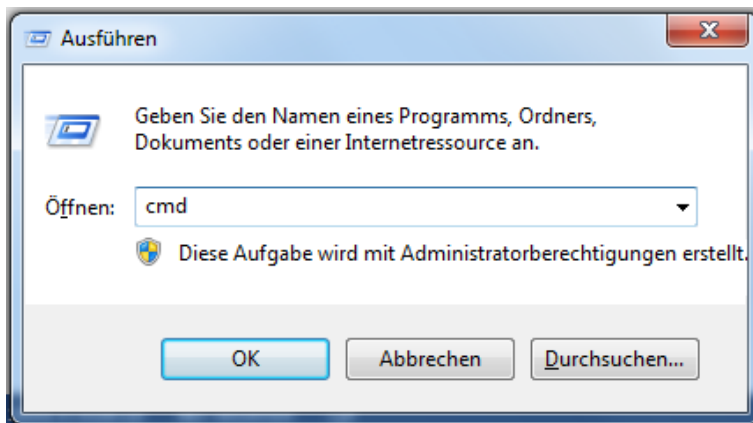 Ausführen
Geben Sie den Namen eines Programms, Ordners,
Dokuments oder einer Internetressource an.
Öffnen: cmd
Diese Aufgabe wird mit Administratorberechtigungen erstellt.
OK Abbrechen Durchsuchen...